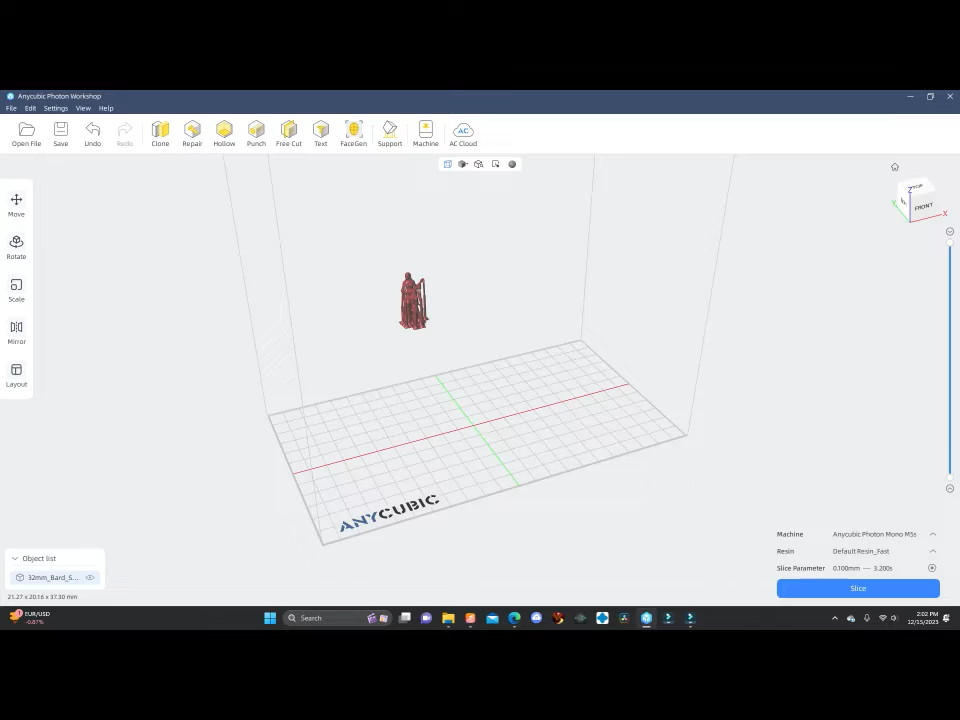 Anycubic Photon Workshop
File Edit Settings View Help
Open File Save Undo Redo Clone Repair Hollow Punch Free Cut Text FaceGen Support Machine AC Cloud
AC
TOP
Z
FRONT
Y
X
Move
Rotate
Scale
Mirror
Layout
ANYCUBIC
Machine Anycubic Photon Mono M5s
Resin Default Resin_Fast
Slice Parameter 0.100mm — 3.200s
Slice
Object list
32mm_Bard_S...
21.27 x 20.16 x 37.30 mm
EUR/USD
-0.87%
Search
2:02 PM
12/15/2023